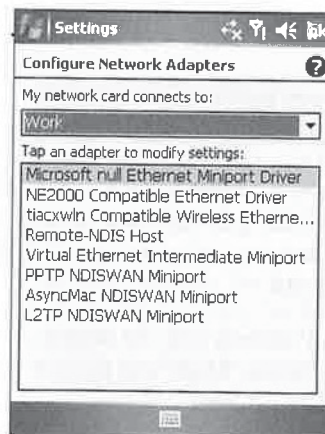 Settings
Configure Network Adapters
?
My network card connects to:
Work
Tap an adapter to modify settings:
Microsoft null Ethernet Miniport Driver
NE2000 Compatible Ethernet Driver
tiacxwln Compatible Wireless Etherne...
Remote-NDIS Host
Virtual Ethernet Intermediate Miniport
PPTP NDISWAN Miniport
AsyncMac NDISWAN Miniport
L2TP NDISWAN Miniport